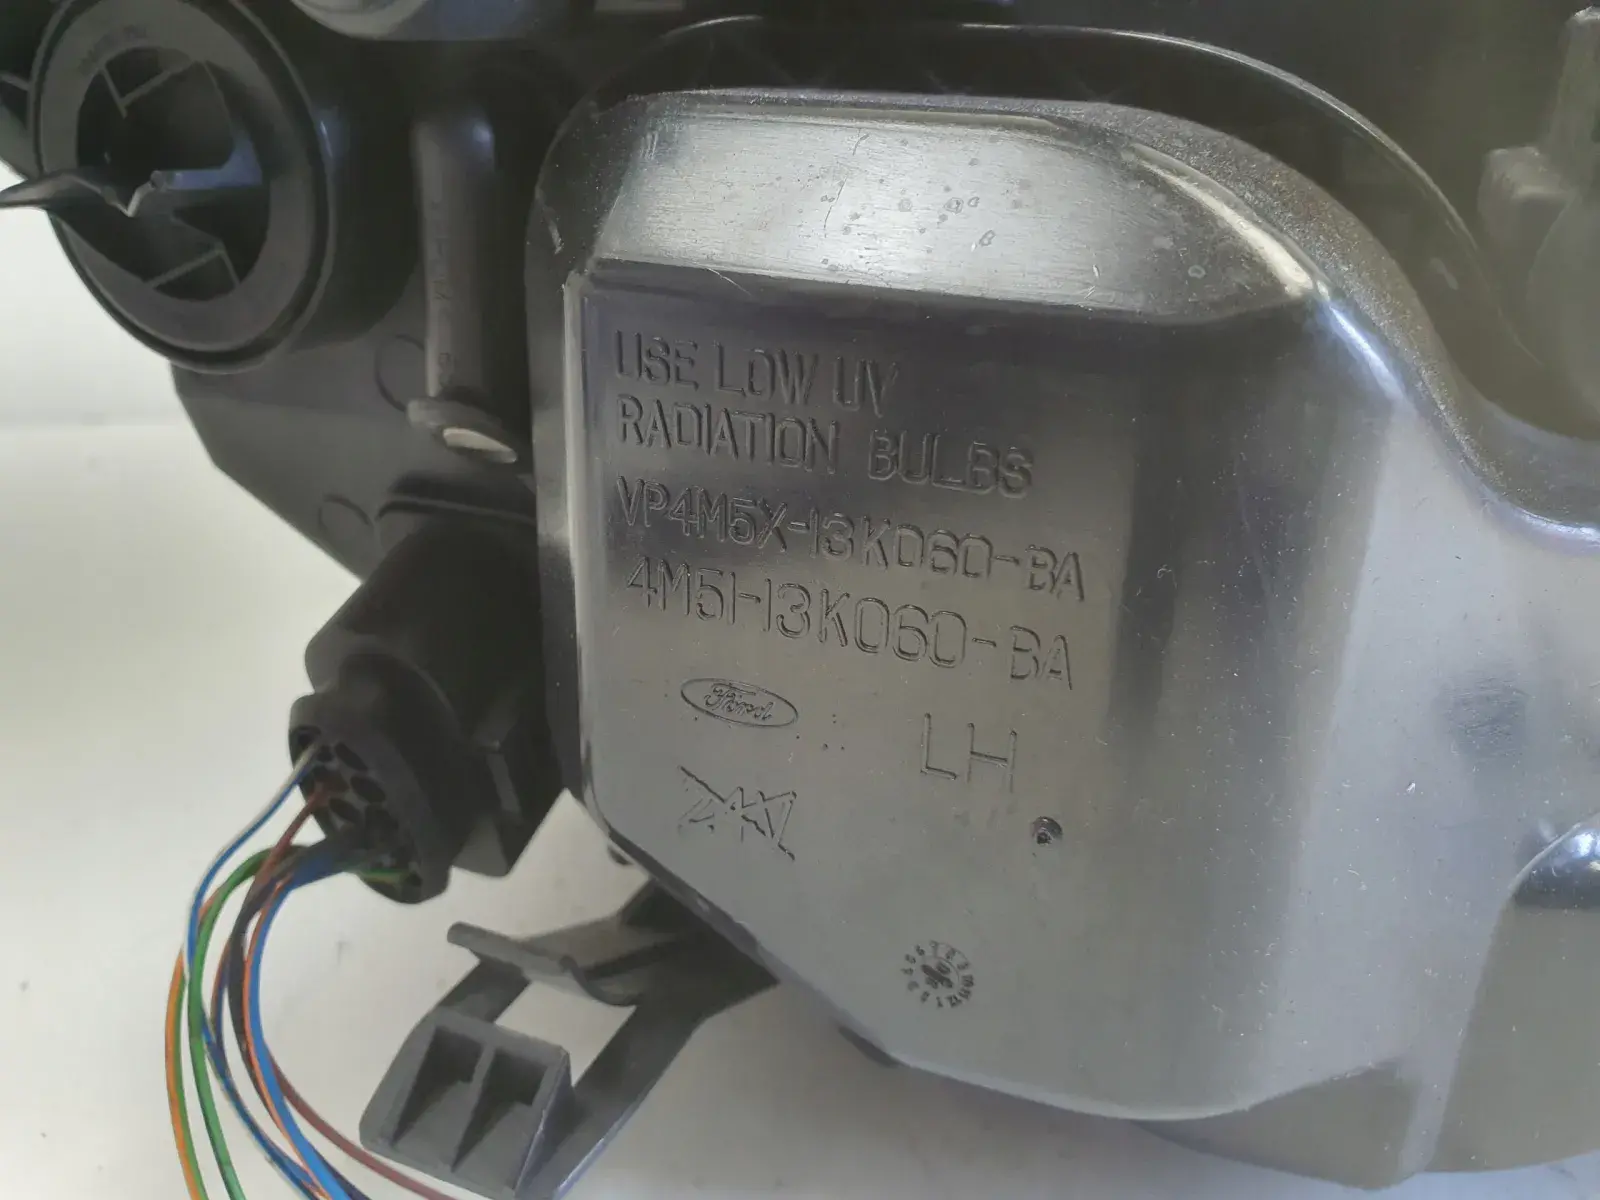 USE LOW UV
RADIATION BULBS
VP4M5X-13K060-BA
4M51-13K060-BA
Ford
LH